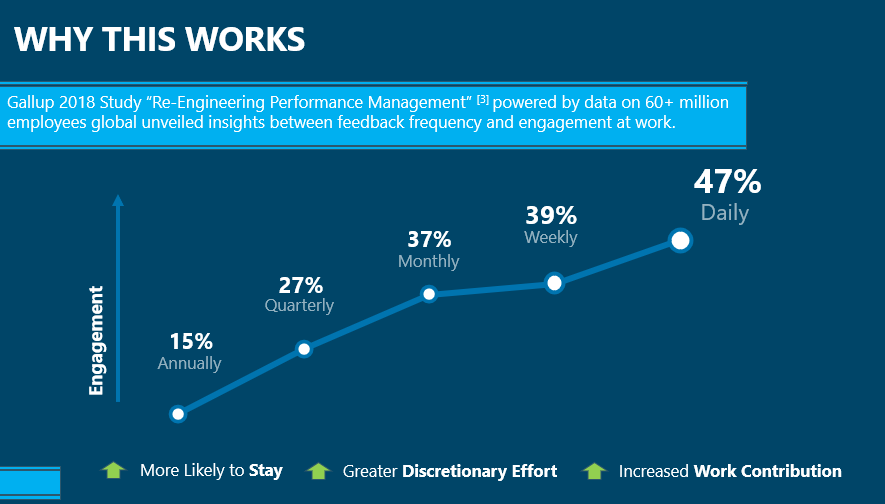 WHY THIS WORKS
Gallup 2018 Study “Re-Engineering Performance Management” [3] powered by data on 60+ million
employees global unveiled insights between feedback frequency and engagement at work.
47%
Daily
39%
Weekly
37%
Monthly
27%
Quarterly
15%
Annually
Engagement
More Likely to Stay
Greater Discretionary Effort
Increased Work Contribution